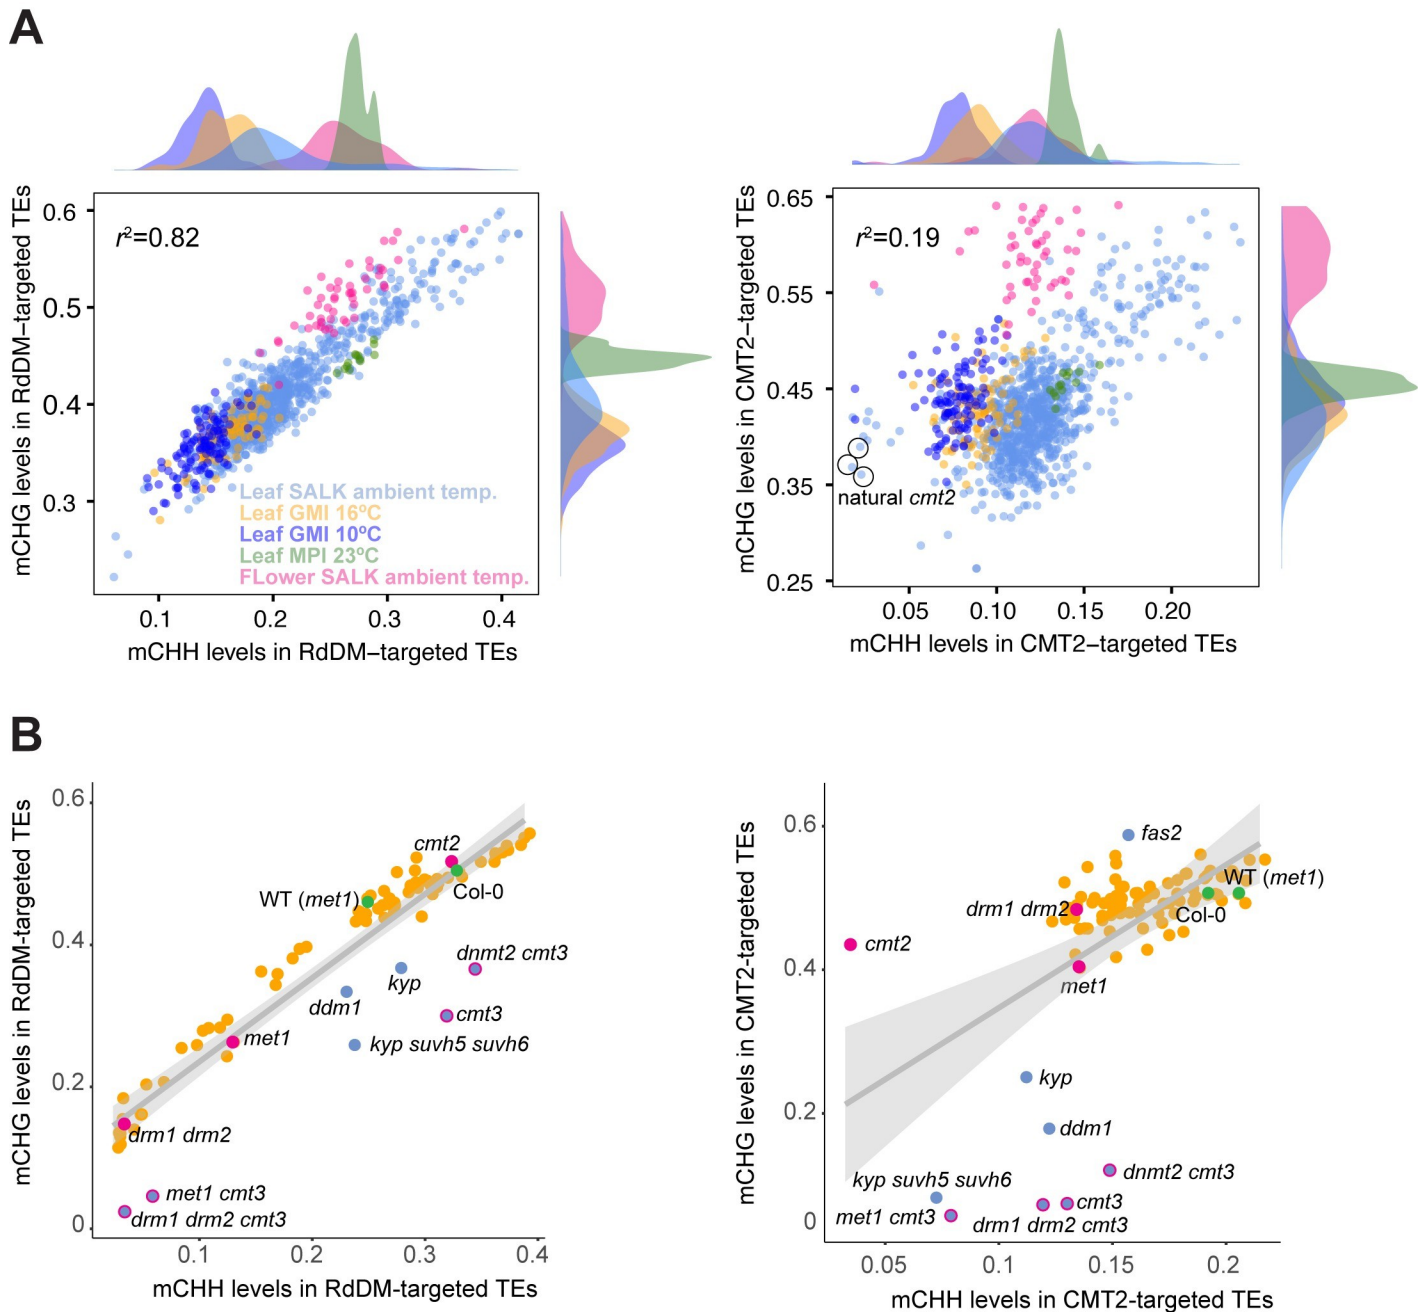 A
mCHG levels in RdDM–targeted TEs
0.6
0.5
0.4
0.3
r²=0.82
Leaf SALK ambient temp.
Leaf GMI 16ºC
Leaf GMI 10ºC
Leaf MPI 23ºC
FLower SALK ambient temp.
0.1 0.2 0.3 0.4
mCHH levels in RdDM–targeted TEs
mCHG levels in CMT2–targeted TEs
0.65
0.55
0.45
0.35
0.25
r²=0.19
natural cmt2
0.05 0.10 0.15 0.20
mCHH levels in CMT2–targeted TEs
B
mCHG levels in RdDM-targeted TEs
0.6
0.4
0.2
0
cmt2
WT (met1)
Col-0
dnmt2 cmt3
kyp
ddm1
cmt3
met1
kyp suvh5 suvh6
drm1 drm2
met1 cmt3
drm1 drm2 cmt3
0.1 0.2 0.3 0.4
mCHH levels in RdDM-targeted TEs
mCHG levels in CMT2-targeted TEs
0.6
0.4
0.2
0
fas2
WT (met1)
drm1 drm2
Col-0
cmt2
met1
kyp
ddm1
dnmt2 cmt3
kyp suvh5 suvh6
cmt3
met1 cmt3
drm1 drm2 cmt3
0.05 0.1 0.15 0.2
mCHH levels in CMT2-targeted TEs